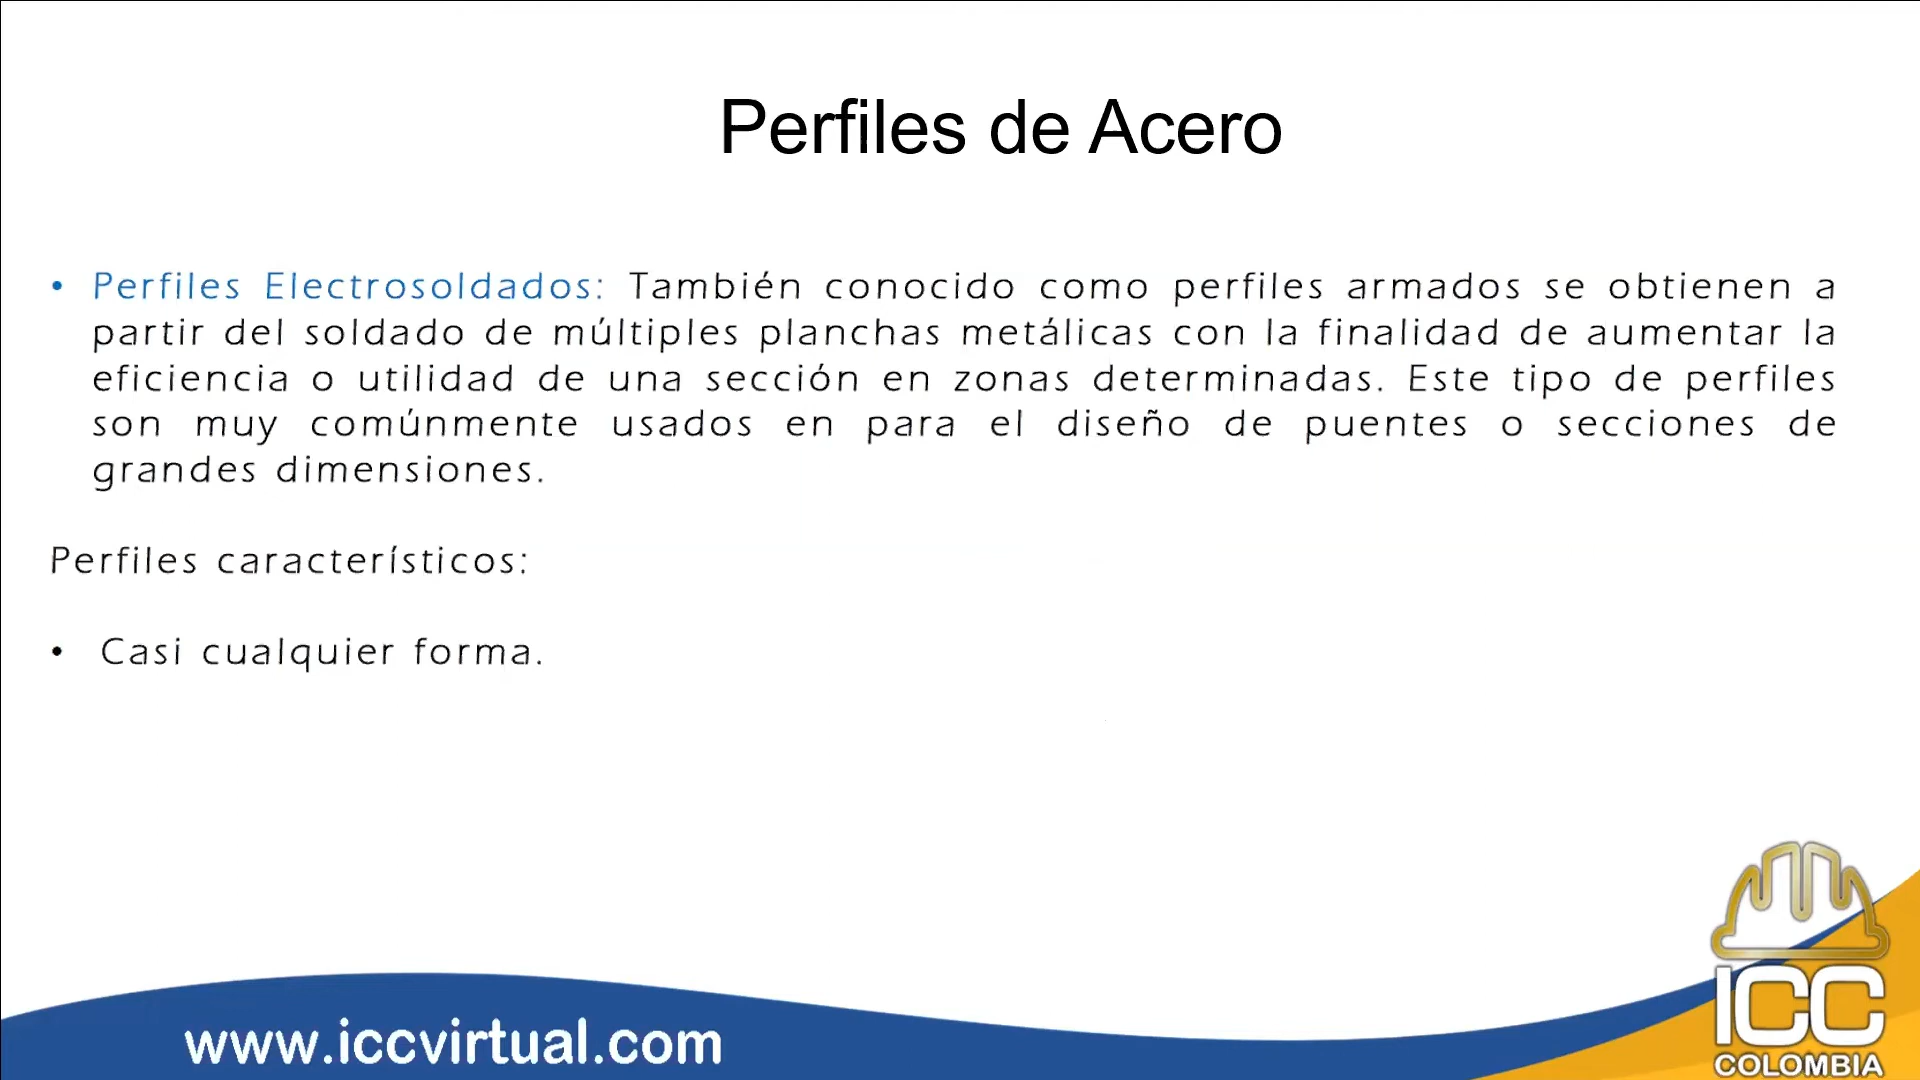 Perfiles de Acero
• Perfiles Electrosoldados: También conocido como perfiles armados se obtienen a
partir del soldado de múltiples planchas metálicas con la finalidad de aumentar la
eficiencia o utilidad de una sección en zonas determinadas. Este tipo de perfiles
son muy comúnmente usados en para el diseño de puentes o secciones de
grandes dimensiones.
Perfiles característicos:
• Casi cualquier forma.
www.iccvirtual.com
ICC
COLOMBIA